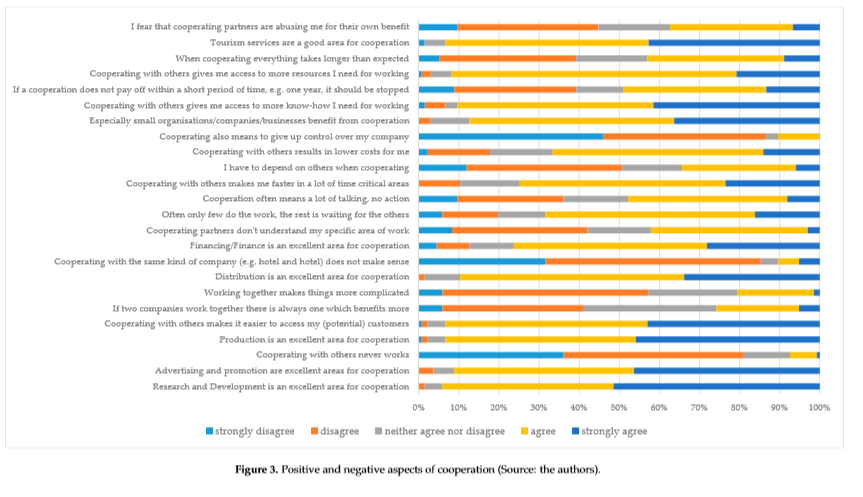 I fear that cooperating partners are abusing me for their own benefit
Tourism services are a good area for cooperation
When cooperating everything takes longer than expected
Cooperating with others gives me access to more resources I need for working
If a cooperation does not pay off within a short period of time, e.g. one year, it should be stopped
Cooperating with others gives me access to more know-how I need for working
Especially small organisations/companies/businesses benefit from cooperation
Cooperating also means to give up control over my company
Cooperating with others results in lower costs for me
I have to depend on others when cooperating
Cooperating with others makes me faster in a lot of time critical areas
Cooperation often means a lot of talking, no action
Often only few do the work, the rest is waiting for the others
Cooperating partners don't understand my specific area of work
Financing/Finance is an excellent area for cooperation
Cooperating with the same kind of company (e.g. hotel and hotel) does not make sense
Distribution is an excellent area for cooperation
Working together makes things more complicated
If two companies work together there is always one which benefits more
Cooperating with others makes it easier to access my (potential) customers
Production is an excellent area for cooperation
Cooperating with others never works
Advertising and promotion are excellent areas for cooperation
Research and Development is an excellent area for cooperation
0% 10% 20% 30% 40% 50% 60% 70% 80% 90% 100%
strongly disagree disagree neither agree nor disagree agree strongly agree
Figure 3. Positive and negative aspects of cooperation (Source: the authors).